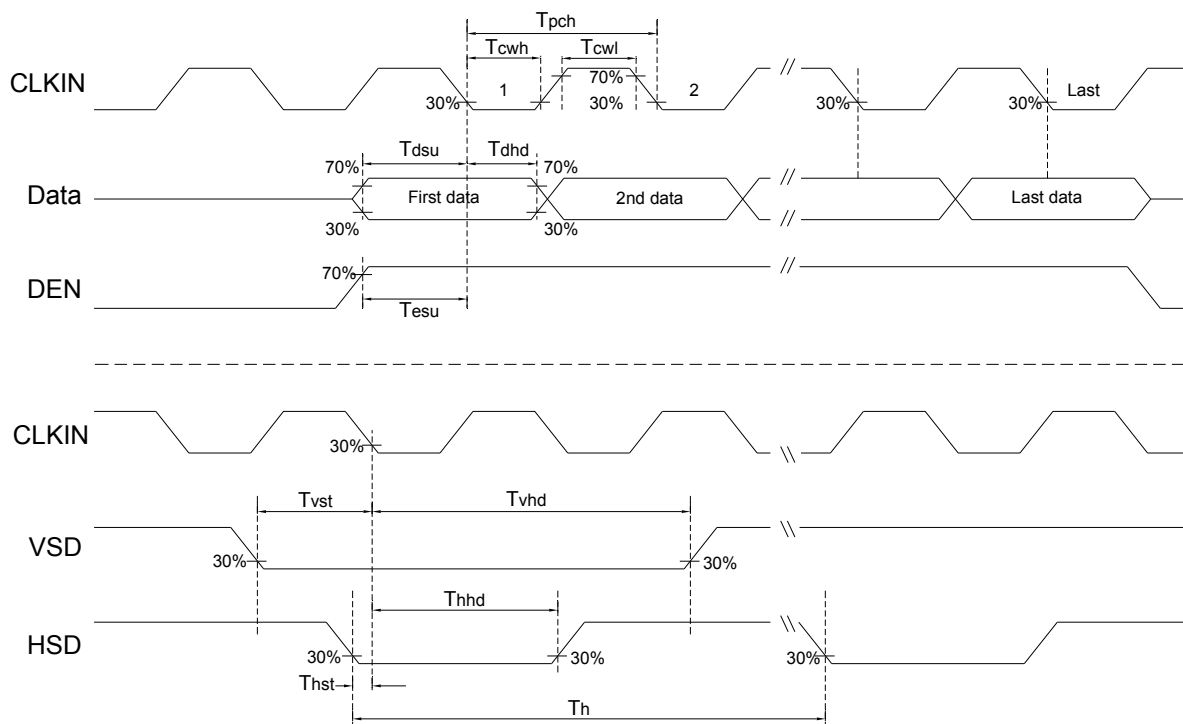 Tpch
Tcwh Tcwl
CLKIN 30% 1 70% 30% 2 30% 30% Last
Tdsu Tdhd
70% 70%
Data First data 2nd data Last data
30% 30%
DEN 70%
Tesu
CLKIN 30%
Tvst Tvhd
VSD 30% 30%
Thhd
HSD 30% 30% 30%
Thst
Th